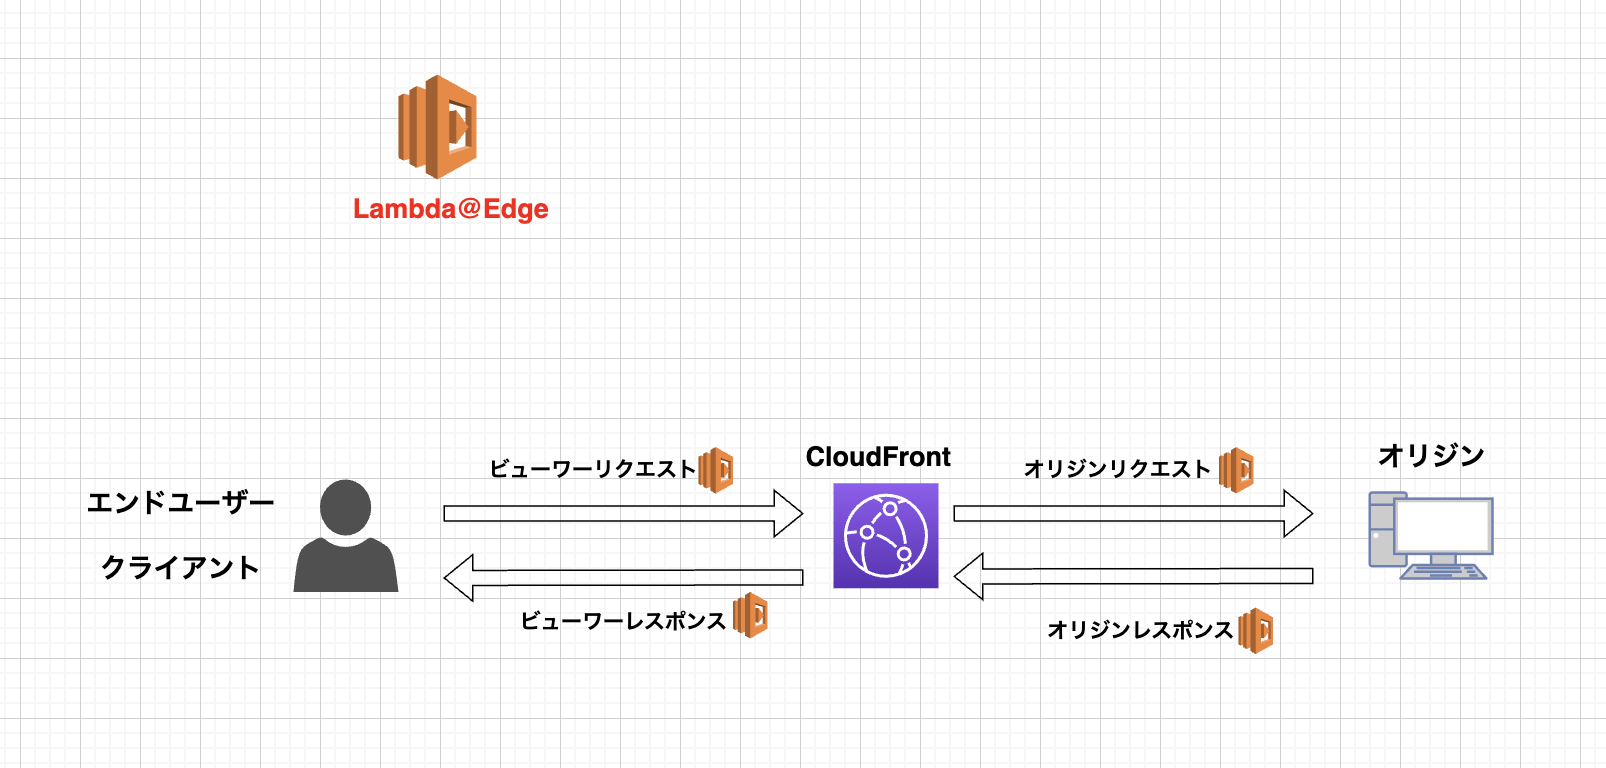 Lambda@Edge
ビューワーリクエスト
CloudFront
オリジンリクエスト
オリジン
エンドユーザー
クライアント
ビューワーレスポンス
オリジンレスポンス